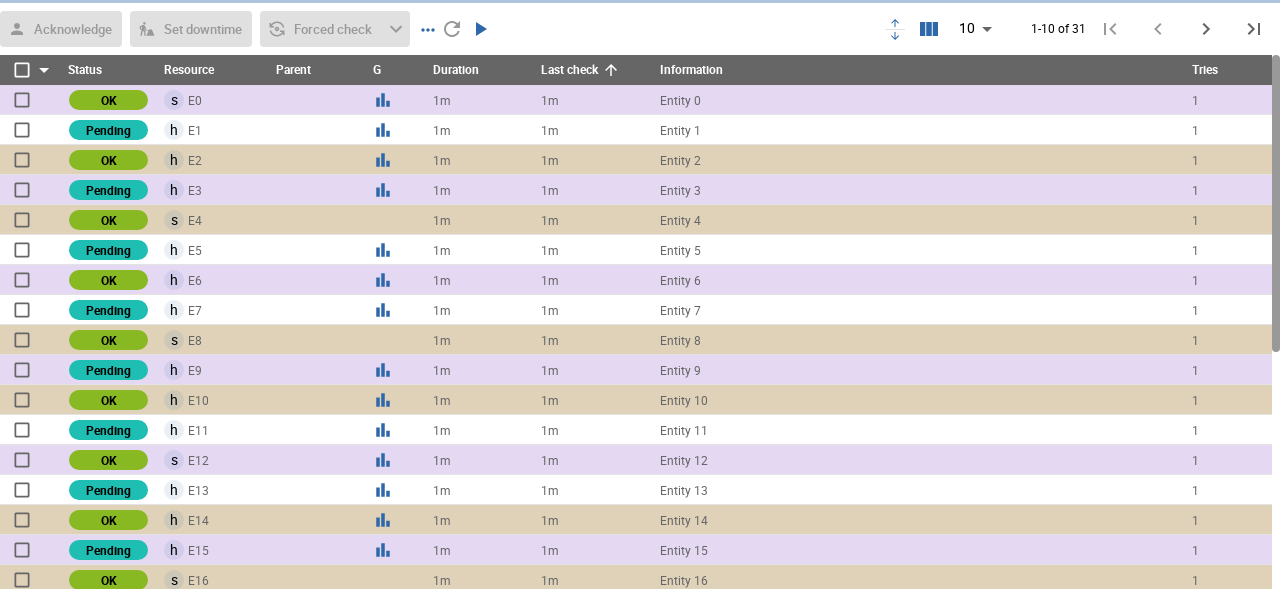 Acknowledge Set downtime Forced check 10 1-10 of 31
Status Resource Parent G Duration Last check Information Tries
OK s E0 1m 1m Entity 0 1
Pending h E1 1m 1m Entity 1 1
OK h E2 1m 1m Entity 2 1
Pending h E3 1m 1m Entity 3 1
OK s E4 1m 1m Entity 4 1
Pending h E5 1m 1m Entity 5 1
OK h E6 1m 1m Entity 6 1
Pending h E7 1m 1m Entity 7 1
OK s E8 1m 1m Entity 8 1
Pending h E9 1m 1m Entity 9 1
OK h E10 1m 1m Entity 10 1
Pending h E11 1m 1m Entity 11 1
OK s E12 1m 1m Entity 12 1
Pending h E13 1m 1m Entity 13 1
OK h E14 1m 1m Entity 14 1
Pending h E15 1m 1m Entity 15 1
OK s E16 1m 1m Entity 16 1